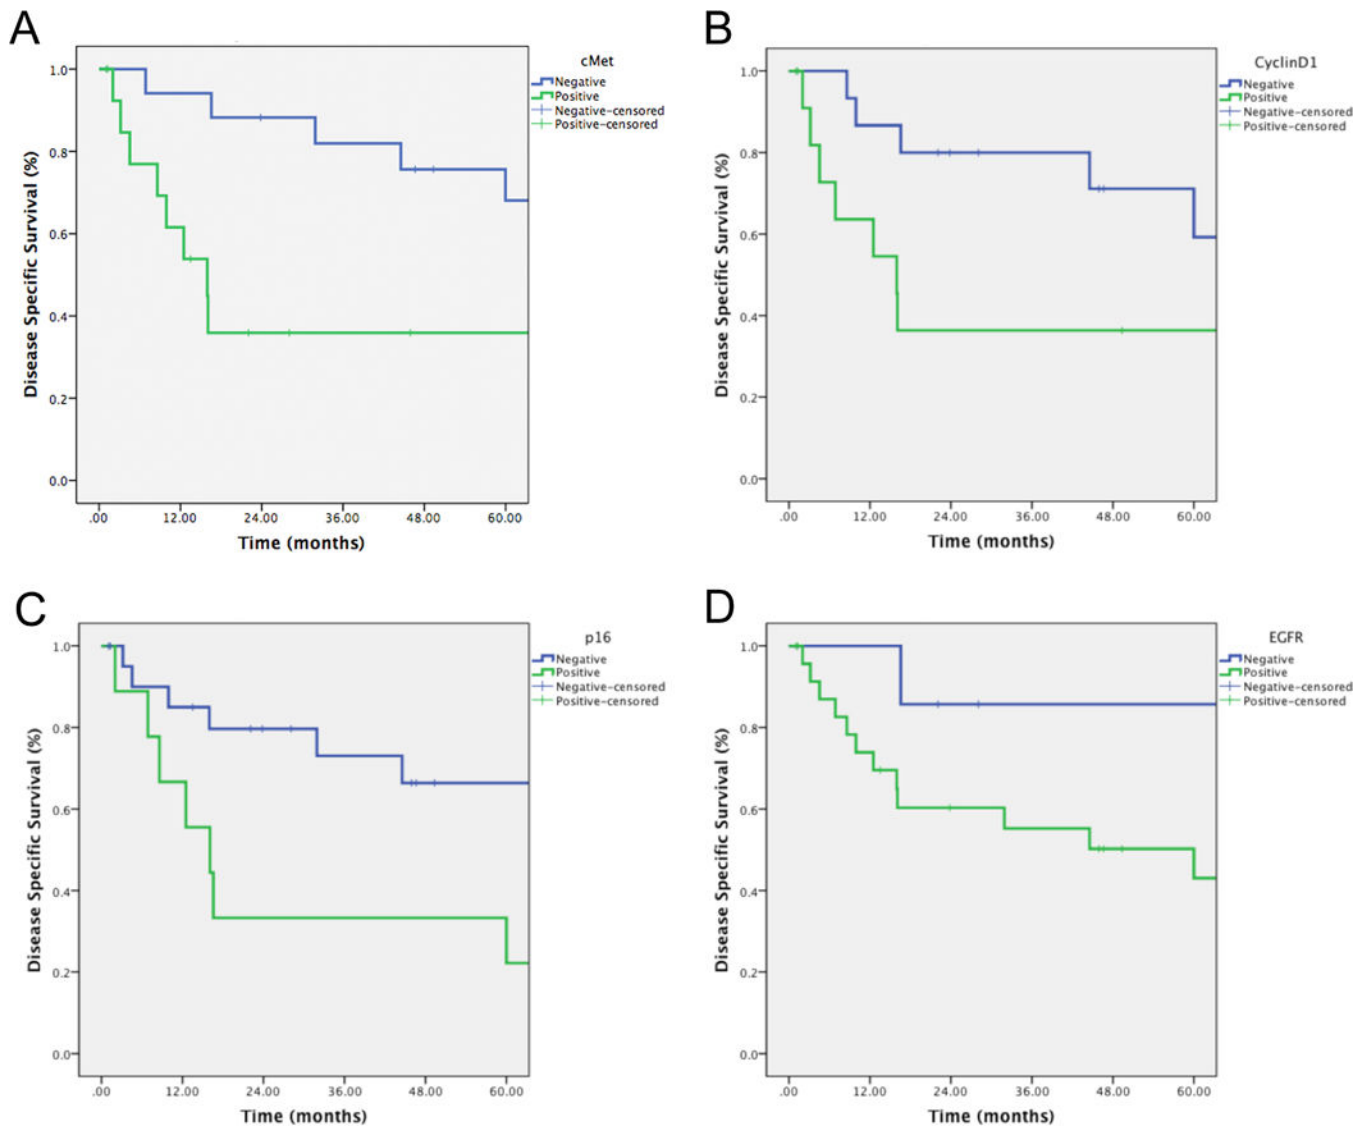 A
cMet
Negative
Positive
Negative-censored
Positive-censored
Disease Specific Survival (%)
1.0
0.8
0.6
0.4
0.2
0.0
.00 12.00 24.00 36.00 48.00 60.00
Time (months)
B
CyclinD1
Negative
Positive
Negative-censored
Positive-censored
Disease Specific Survival (%)
1.0
0.8
0.6
0.4
0.2
0.0
.00 12.00 24.00 36.00 48.00 60.00
Time (months)
C
p16
Negative
Positive
Negative-censored
Positive-censored
Disease Specific Survival (%)
1.0
0.8
0.6
0.4
0.2
0.0
.00 12.00 24.00 36.00 48.00 60.00
Time (months)
D
EGFR
Negative
Positive
Negative-censored
Positive-censored
Disease Specific Survival (%)
1.0
0.8
0.6
0.4
0.2
0.0
.00 12.00 24.00 36.00 48.00 60.00
Time (months)